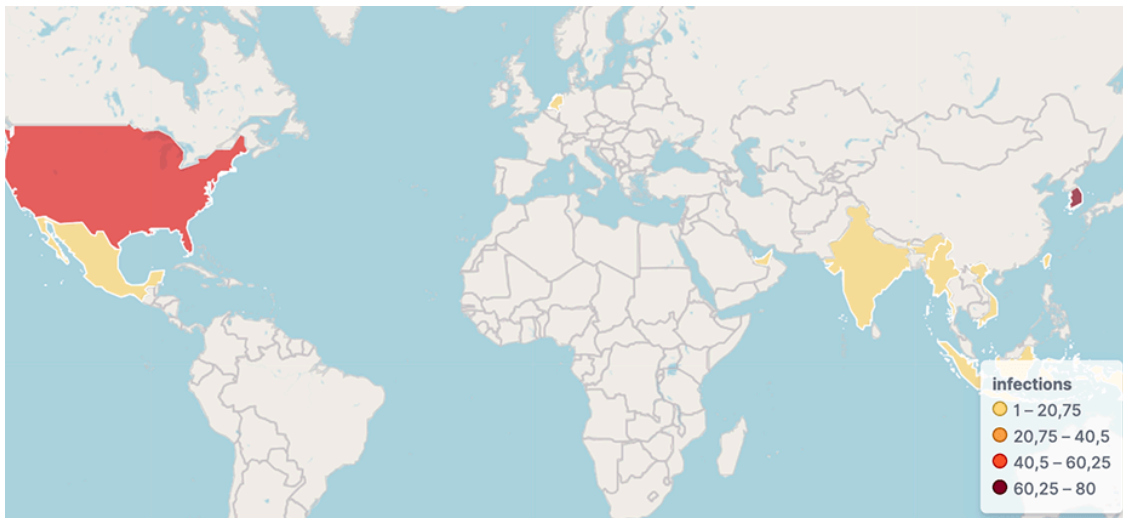 infections
1 – 20,75
20,75 – 40,5
40,5 – 60,25
60,25 – 80